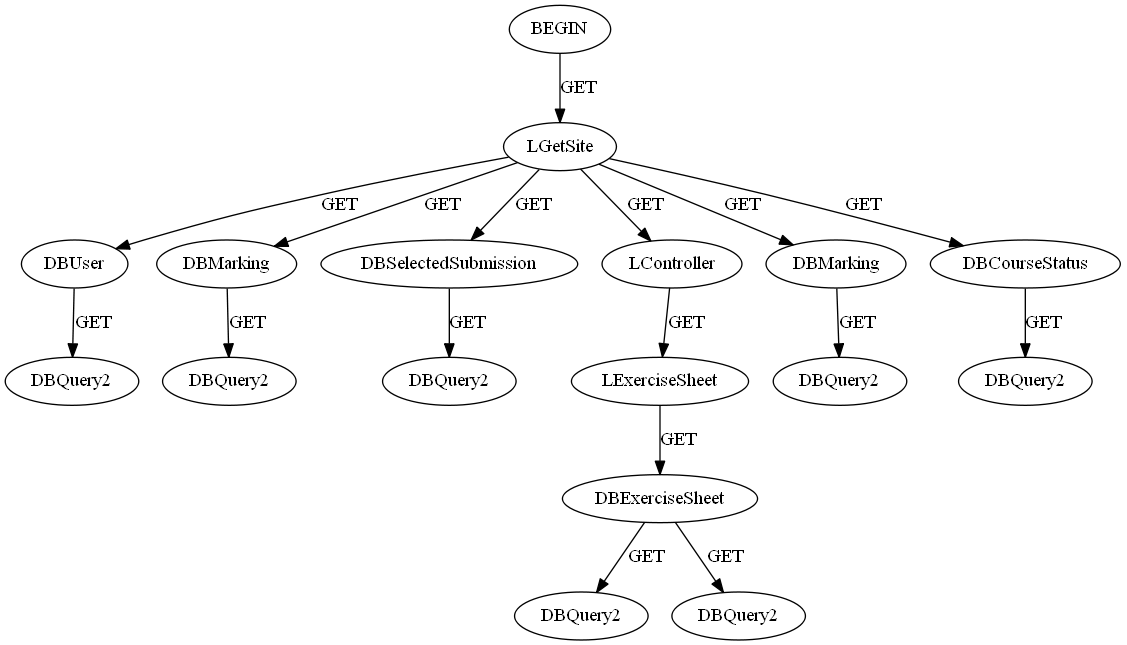 BEGIN
GET
LGetSite
GET
GET
GET
GET
GET
GET
DBUser
DBMarking
DBSelectedSubmission
LController
DBMarking
DBCourseStatus
GET
GET
GET
GET
GET
GET
DBQuery2
DBQuery2
DBQuery2
LExerciseSheet
DBQuery2
DBQuery2
GET
DBExerciseSheet
GET
GET
DBQuery2
DBQuery2